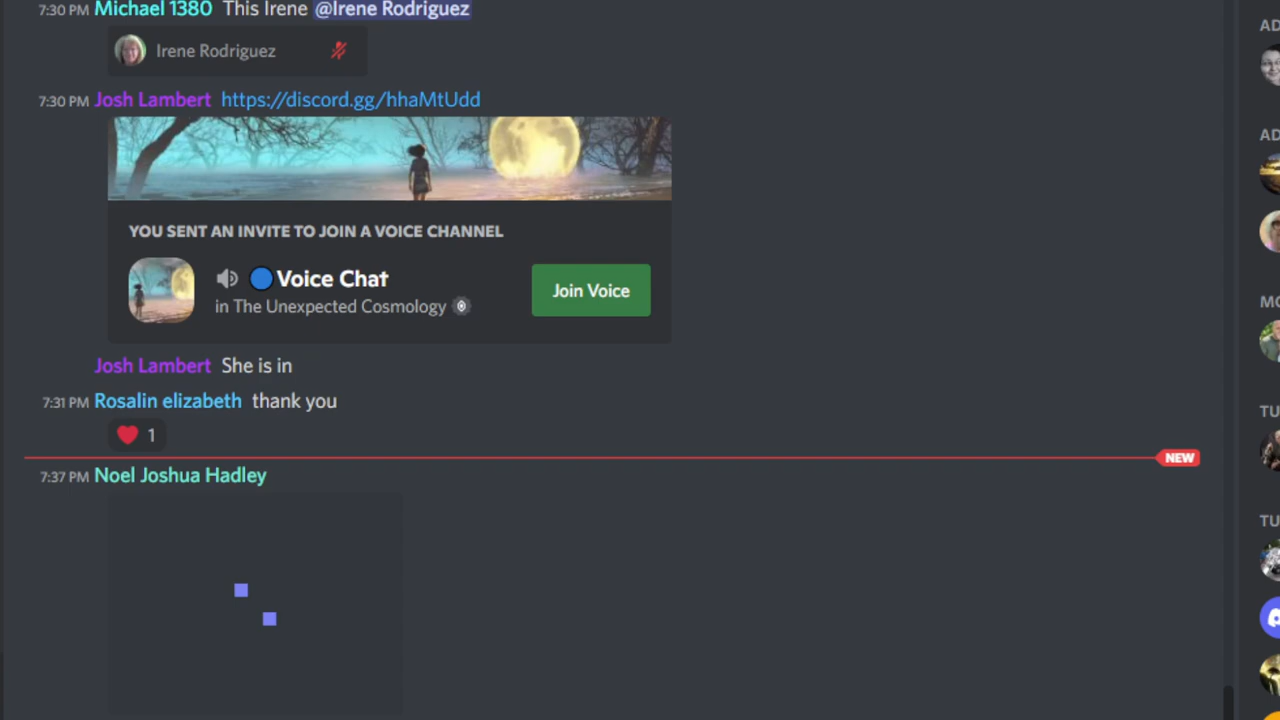 7:30 PM Michael 1380 This Irene @Irene Rodriguez
Irene Rodriguez
7:30 PM Josh Lambert https://discord.gg/hhaMtUdd
YOU SENT AN INVITE TO JOIN A VOICE CHANNEL
Voice Chat
in The Unexpected Cosmology
Join Voice
Josh Lambert She is in
7:31 PM Rosalin elizabeth thank you
1
NEW
7:37 PM Noel Joshua Hadley
AD
AD
MO
TU
TU